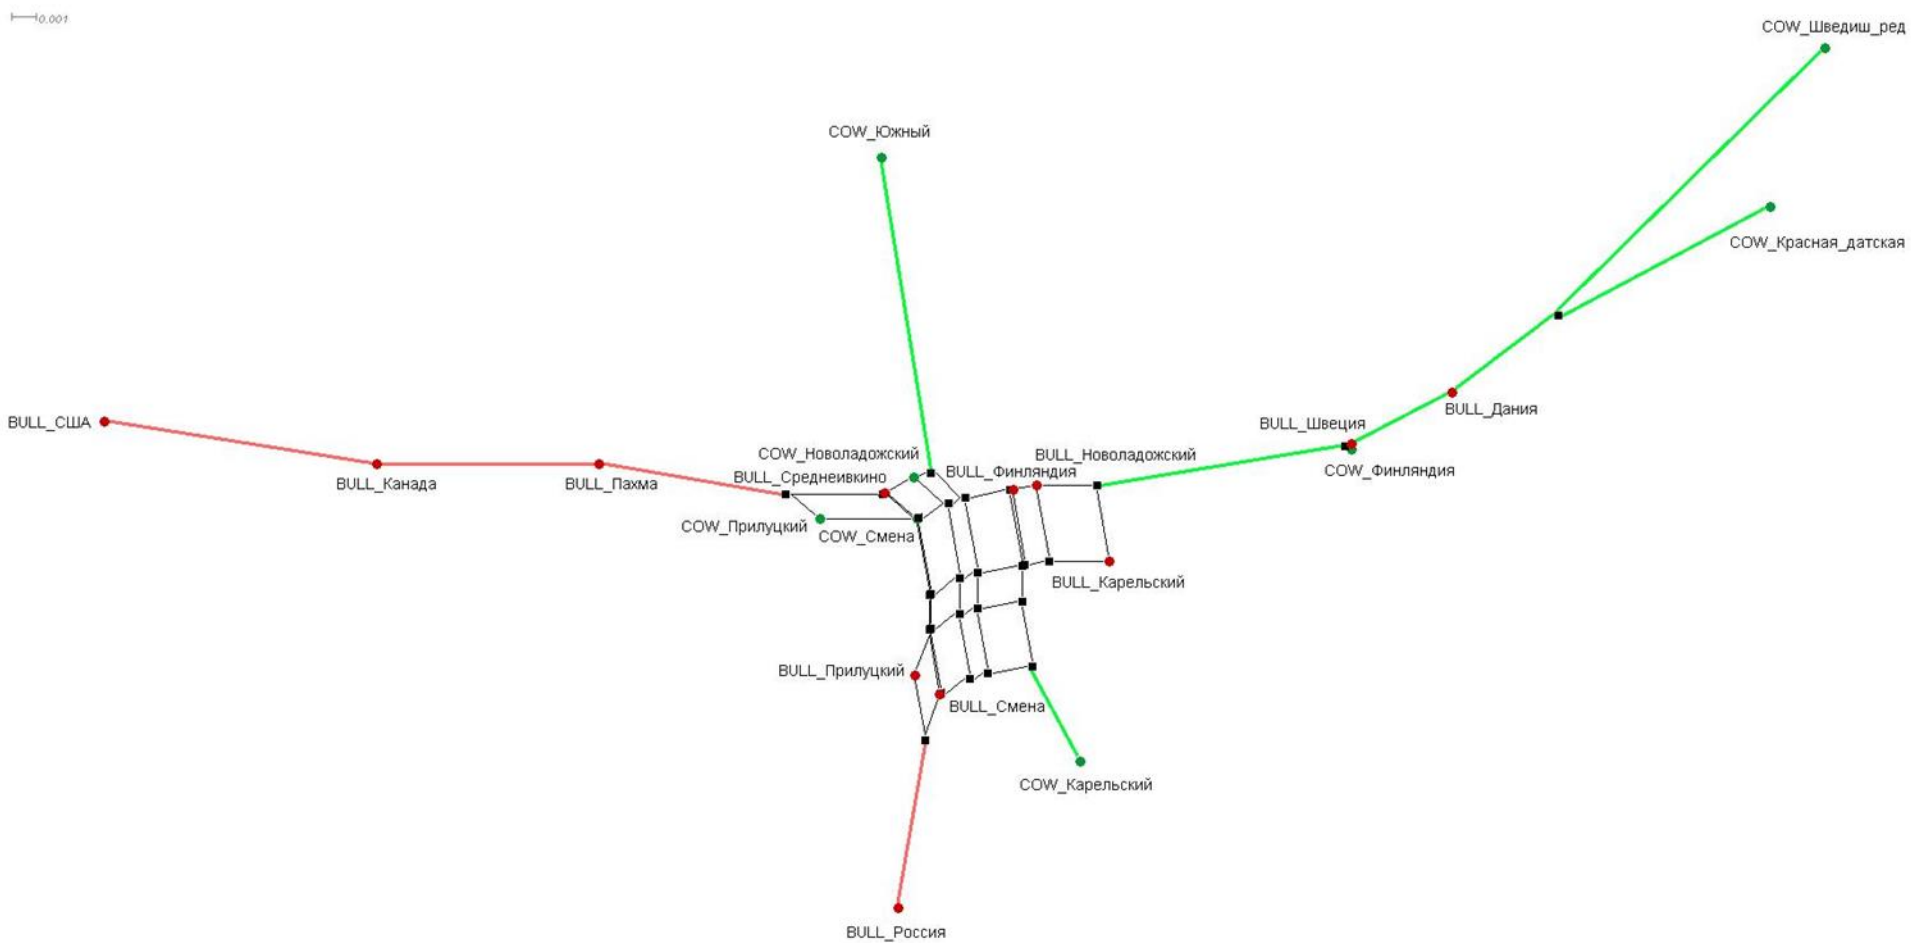 0.001
COW_Шведиш_ред
COW_Южный
COW_Красная_датская
BULL_Дания
BULL_США
BULL_Швеция
COW_Новоладожский
BULL_Новоладожский
BULL_Финляндия
COW_Финляндия
BULL_Среднеивкино
BULL_Канада
BULL_Пахма
COW_Прилуцкий
COW_Смена
BULL_Карельский
BULL_Прилуцкий
BULL_Смена
COW_Карельский
BULL_Россия